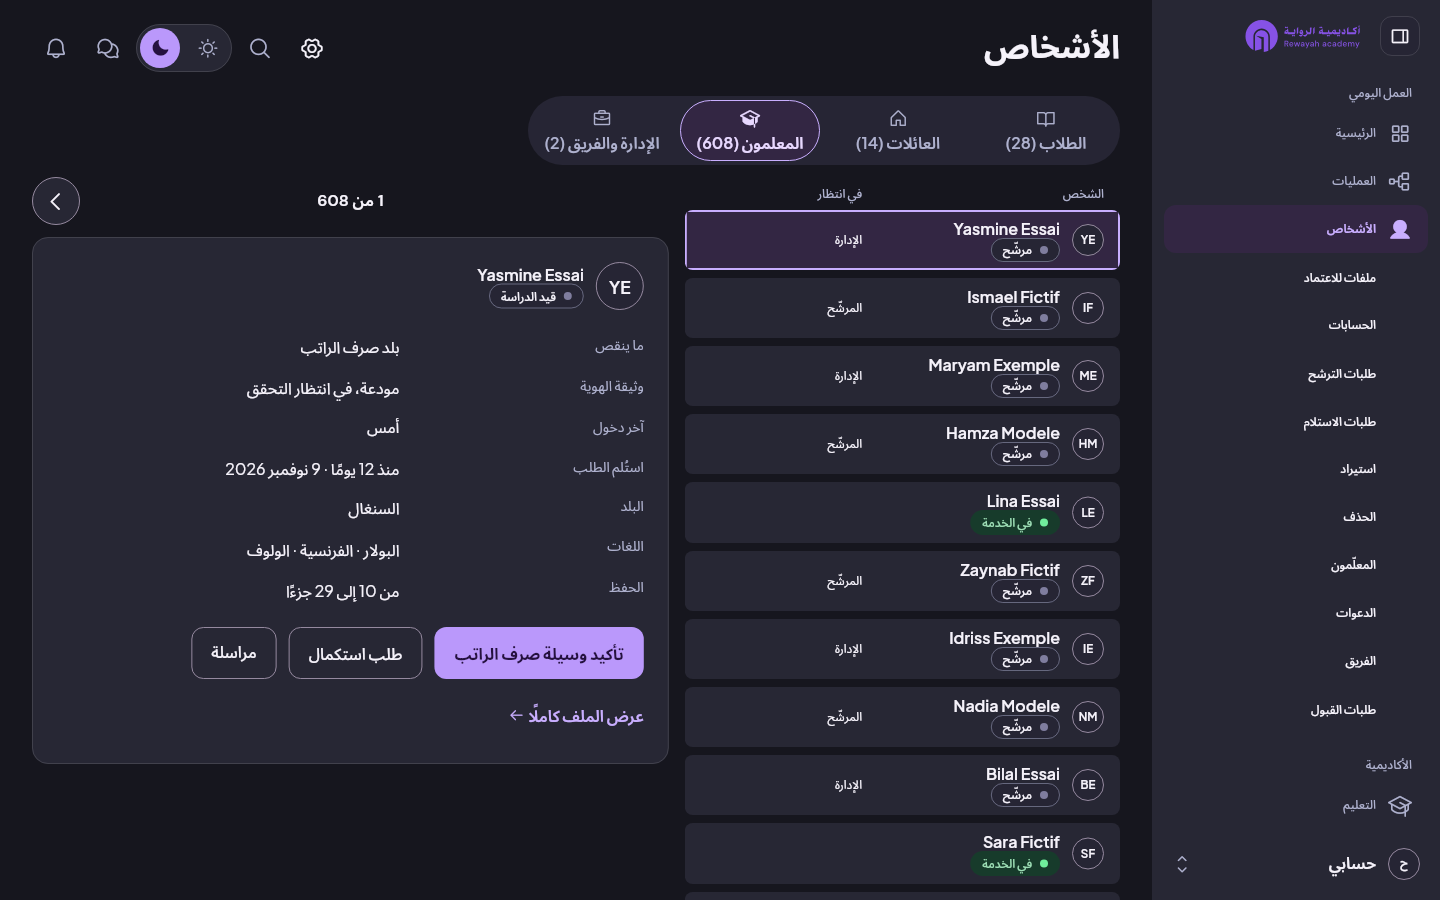 أكاديمية الرواية
Rewayah academy
العمل اليومي
الرئيسية
العمليات
الأشخاص
ملفات للاعتماد
الحسابات
طلبات الترشح
طلبات الاستلام
استيراد
الحذف
المعلّمون
الدعوات
الفريق
طلبات القبول
الأكاديمية
التعليم
ح
حسابي
الأشخاص
الطلاب (28)
العائلات (14)
المعلمون (608)
الإدارة والفريق (2)
الشخص
في انتظار
YE
Yasmine Essai
مرشّح
الإدارة
IF
Ismael Fictif
مرشّح
المرشّح
ME
Maryam Exemple
مرشّح
الإدارة
HM
Hamza Modele
مرشّح
المرشّح
LE
Lina Essai
في الخدمة
ZF
Zaynab Fictif
مرشّح
المرشّح
IE
Idriss Exemple
مرشّح
الإدارة
NM
Nadia Modele
مرشّح
المرشّح
BE
Bilal Essai
مرشّح
الإدارة
SF
Sara Fictif
في الخدمة
1 من 608
YE
Yasmine Essai
قيد الدراسة
ما ينقص
بلد صرف الراتب
وثيقة الهوية
مودعة، في انتظار التحقق
آخر دخول
أمس
استُلم الطلب
منذ 12 يومًا · 9 نوفمبر 2026
البلد
السنغال
اللغات
البولار · الفرنسية · الولوف
الحفظ
من 10 إلى 29 جزءًا
تأكيد وسيلة صرف الراتب
طلب استكمال
مراسلة
عرض الملف كاملًا ←